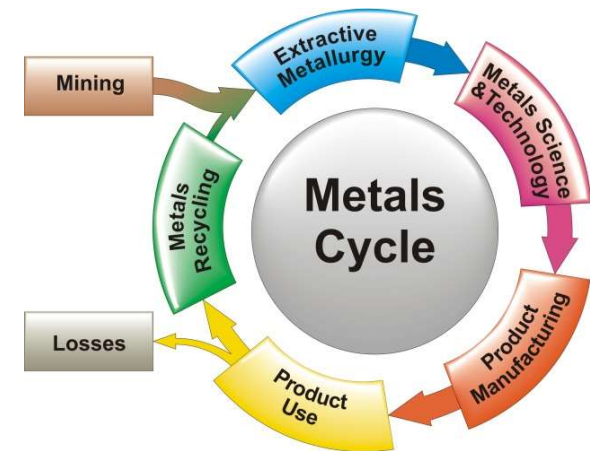 Mining
Extractive
Metallurgy
Metals Science
&Technology
Metals
Recycling
Metals
Cycle
Losses
Product
Use
Product
Manufacturing